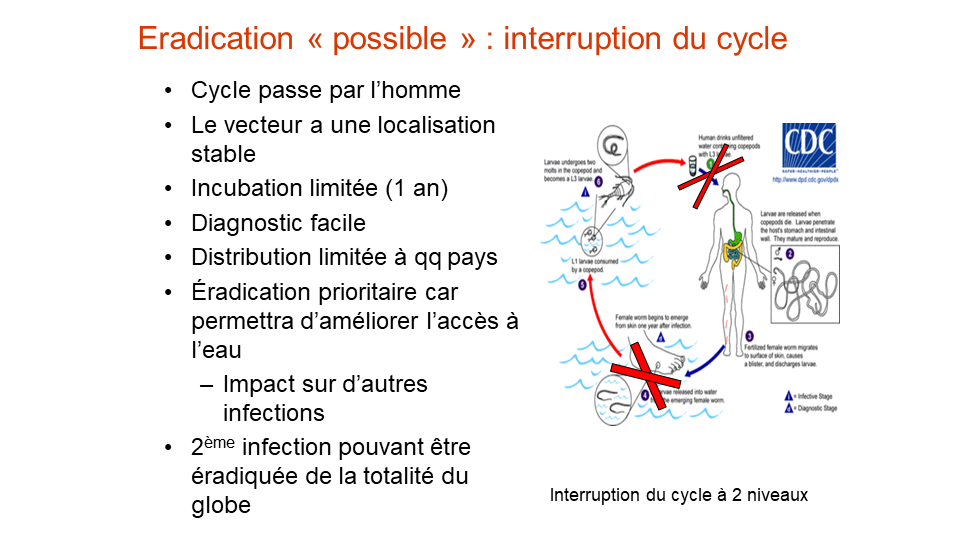 Eradication « possible » : interruption du cycle
• Cycle passe par l’homme
• Le vecteur a une localisation
stable
• Incubation limitée (1 an)
• Diagnostic facile
• Distribution limitée à qq pays
• Éradication prioritaire car
permettra d’améliorer l’accès à
l’eau
– Impact sur d’autres
infections
• 2ème infection pouvant être
éradiquée de la totalité du
globe
Human drinks unfiltered
water containing copepods
with L3 larvae.
1
CDC
SAFER•HEALTHIER•PEOPLE™
http://www.dpd.cdc.gov/dpdx
Larvae undergoes two
molts in the copepod and
becomes a L3 larvae.
6
i
Larvae are released when
copepods die. Larvae penetrate
the host’s stomach and intestinal
wall. They mature and reproduce.
♂
2
♀
L1 larvae consumed
by a copepod.
5
Female worm begins to emerge
from skin one year after infection.
d
3
Fertilized female worm migrates
to surface of skin, causes
a blister, and discharges larvae.
4
released into water
emerging female worm.
i = Infective Stage
d = Diagnostic Stage
Interruption du cycle à 2 niveaux